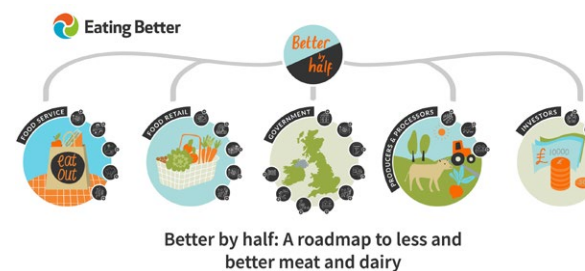 Eating Better
Better
by
half
FOOD SERVICE
FOOD RETAIL
GOVERNMENT
PRODUCERS & PROCESSORS
INVESTORS
eat
out
10000
Better by half: A roadmap to less and
better meat and dairy